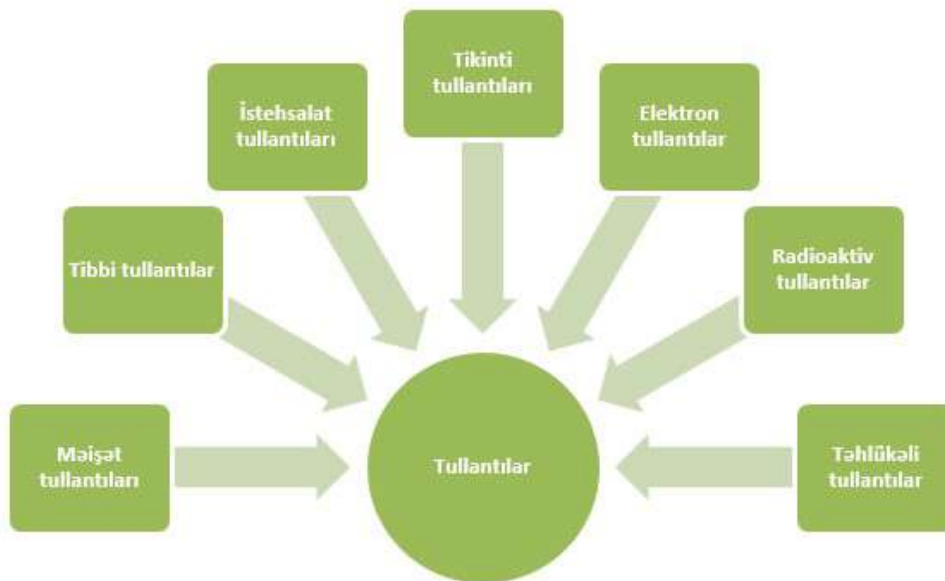 Tikinti
tullantıları
İstehsalat
tullantıları
Elektron
tullantılar
Tibbi tullantılar
Radioaktiv
tullantılar
Məişət
tullantıları
Tullantılar
Təhlükəli
tullantılar